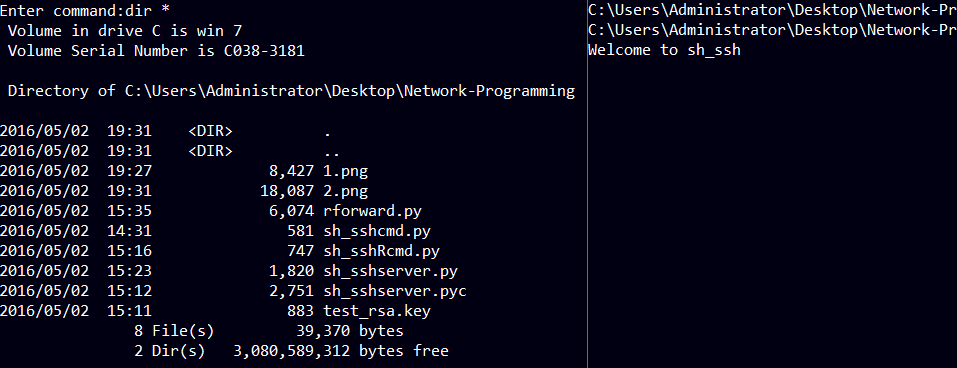 Enter command:dir *
 Volume in drive C is win 7
 Volume Serial Number is C038-3181
 Directory of C:\Users\Administrator\Desktop\Network-Programming
2016/05/02  19:31    <DIR>          .
2016/05/02  19:31    <DIR>          ..
2016/05/02  19:27             8,427 1.png
2016/05/02  19:31            18,087 2.png
2016/05/02  15:35             6,074 rforward.py
2016/05/02  14:31               581 sh_sshcmd.py
2016/05/02  15:16               747 sh_sshRcmd.py
2016/05/02  15:23             1,820 sh_sshserver.py
2016/05/02  15:12             2,751 sh_sshserver.pyc
2016/05/02  15:11               883 test_rsa.key
               8 File(s)         39,370 bytes
               2 Dir(s)   3,080,589,312 bytes free
C:\Users\Administrator\Desktop\Network-Pr
C:\Users\Administrator\Desktop\Network-Pr
Welcome to sh_ssh